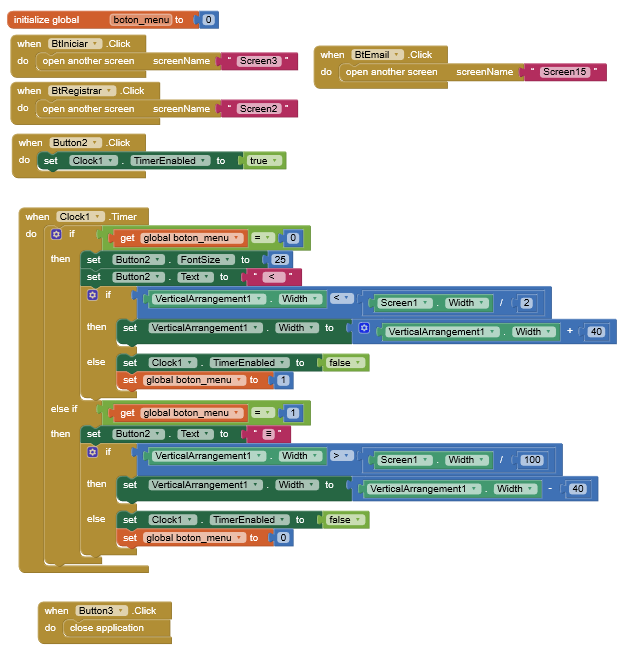 initialize global boton_menu to 0
when BtIniciar .Click
do open another screen screenName " Screen3 "
when BtEmail .Click
do open another screen screenName " Screen15 "
when BtRegistrar .Click
do open another screen screenName " Screen2 "
when Button2 .Click
do set Clock1 . TimerEnabled to true
when Clock1 .Timer
do if get global boton_menu = 0
then set Button2 . FontSize to 25
set Button2 . Text to " < "
if VerticalArrangement1 . Width < Screen1 . Width / 2
then set VerticalArrangement1 . Width to VerticalArrangement1 . Width + 40
else set Clock1 . TimerEnabled to false
set global boton_menu to 1
else if get global boton_menu = 1
then set Button2 . Text to " ≡ "
if VerticalArrangement1 . Width > Screen1 . Width / 100
then set VerticalArrangement1 . Width to VerticalArrangement1 . Width - 40
else set Clock1 . TimerEnabled to false
set global boton_menu to 0
when Button3 .Click
do close application